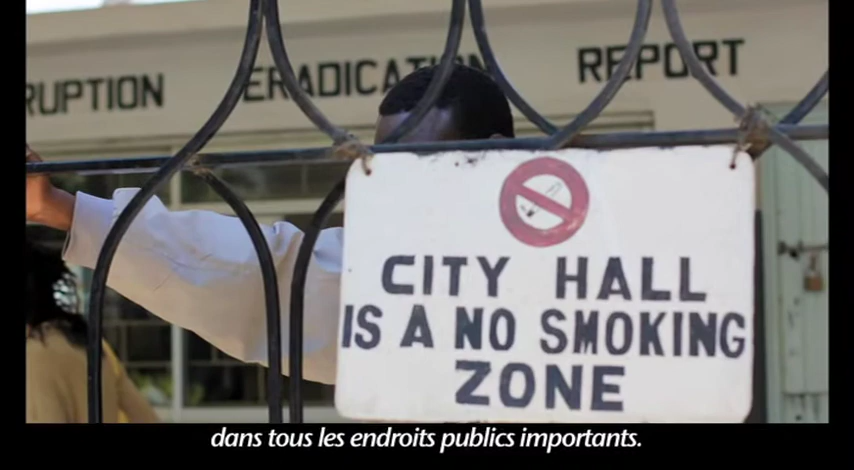 RUPTION ERADICATION REPORT
CITY HALL
IS A NO SMOKING
ZONE
dans tous les endroits publics importants.